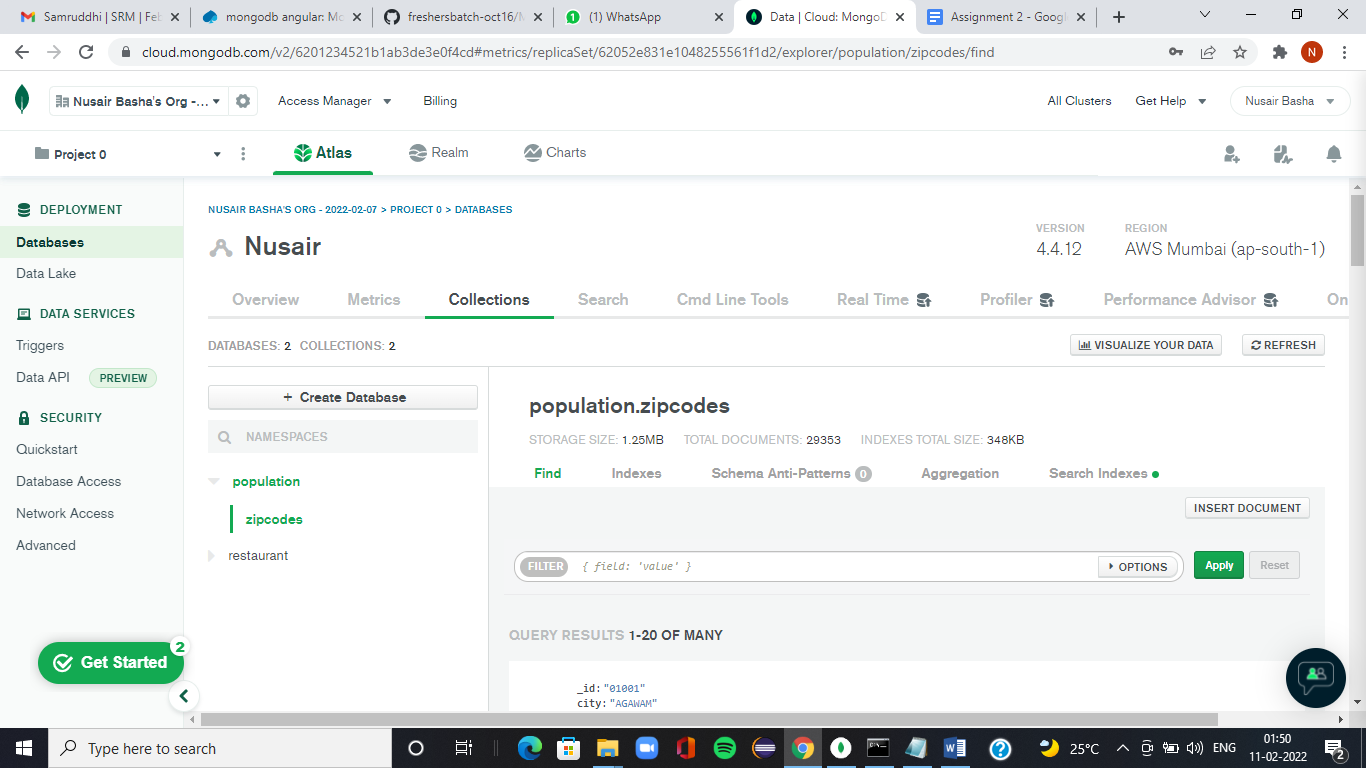 Samruddhi | SRM | Feb
mongodb angular: Mo
freshersbatch-oct16/M
(1) WhatsApp
Data | Cloud: MongoD
Assignment 2 - Google
cloud.mongodb.com/v2/6201234521b1ab3de3e0f4cd#metrics/replicaSet/62052e831e1048255561f1d2/explorer/population/zipcodes/find
N
Nusair Basha's Org -...
Access Manager
Billing
All Clusters
Get Help
Nusair Basha
Project 0
Atlas
Realm
Charts
DEPLOYMENT
Databases
Data Lake
DATA SERVICES
Triggers
Data API PREVIEW
SECURITY
Quickstart
Database Access
Network Access
Advanced
Get Started
2
NUSAIR BASHA'S ORG - 2022-02-07 > PROJECT 0 > DATABASES
Nusair
VERSION
4.4.12
REGION
AWS Mumbai (ap-south-1)
Overview
Metrics
Collections
Search
Cmd Line Tools
Real Time
Profiler
Performance Advisor
On
DATABASES: 2 COLLECTIONS: 2
VISUALIZE YOUR DATA
REFRESH
+ Create Database
NAMESPACES
population
zipcodes
restaurant
population.zipcodes
STORAGE SIZE: 1.25MB TOTAL DOCUMENTS: 29353 INDEXES TOTAL SIZE: 348KB
Find
Indexes
Schema Anti-Patterns 0
Aggregation
Search Indexes
INSERT DOCUMENT
FILTER { field: 'value' }
OPTIONS
Apply
Reset
QUERY RESULTS 1-20 OF MANY
_id: "01001"
city: "AGAWAM"
Type here to search
25°C
ENG
01:50
11-02-2022
2